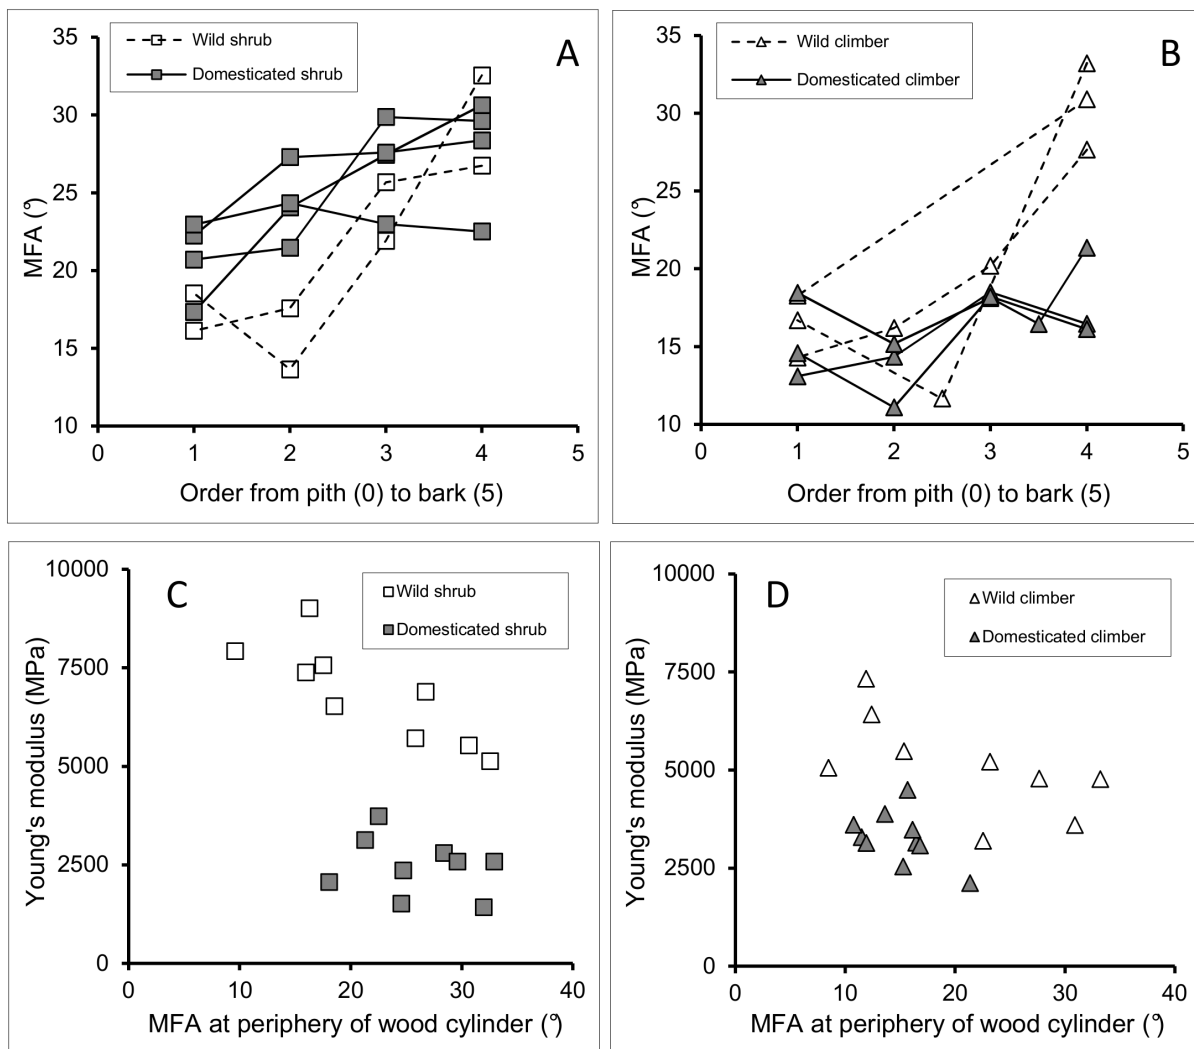 35
30
25
20
15
10
MFA (°)
0 1 2 3 4 5
Order from pith (0) to bark (5)
Wild shrub
Domesticated shrub
A
35
30
25
20
15
10
MFA (°)
0 1 2 3 4 5
Order from pith (0) to bark (5)
Wild climber
Domesticated climber
B
10000
7500
5000
2500
0
Young's modulus (MPa)
0 10 20 30 40
MFA at periphery of wood cylinder (°)
C
Wild shrub
Domesticated shrub
10000
7500
5000
2500
0
Young's modulus (MPa)
0 10 20 30 40
MFA at periphery of wood cylinder (°)
D
Wild climber
Domesticated climber